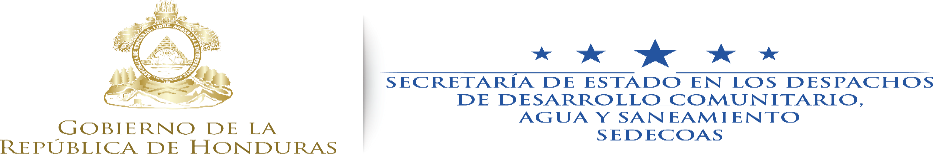 GOBIERNO DE LA
REPÚBLICA DE HONDURAS
SECRETARÍA DE ESTADO EN LOS DESPACHOS
DE DESARROLLO COMUNITARIO,
AGUA Y SANEAMIENTO
SEDECOAS